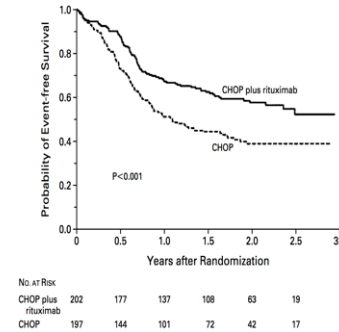 Probability of Event-free Survival
1.0
0.8
0.6
0.4
0.2
0.0
CHOP plus rituximab
CHOP
P<0.001
0 0.5 1.0 1.5 2.0 2.5 3.0
Years after Randomization
No. at Risk
CHOP plus 202 177 137 108 63 19
rituximab
CHOP 197 144 101 72 42 17